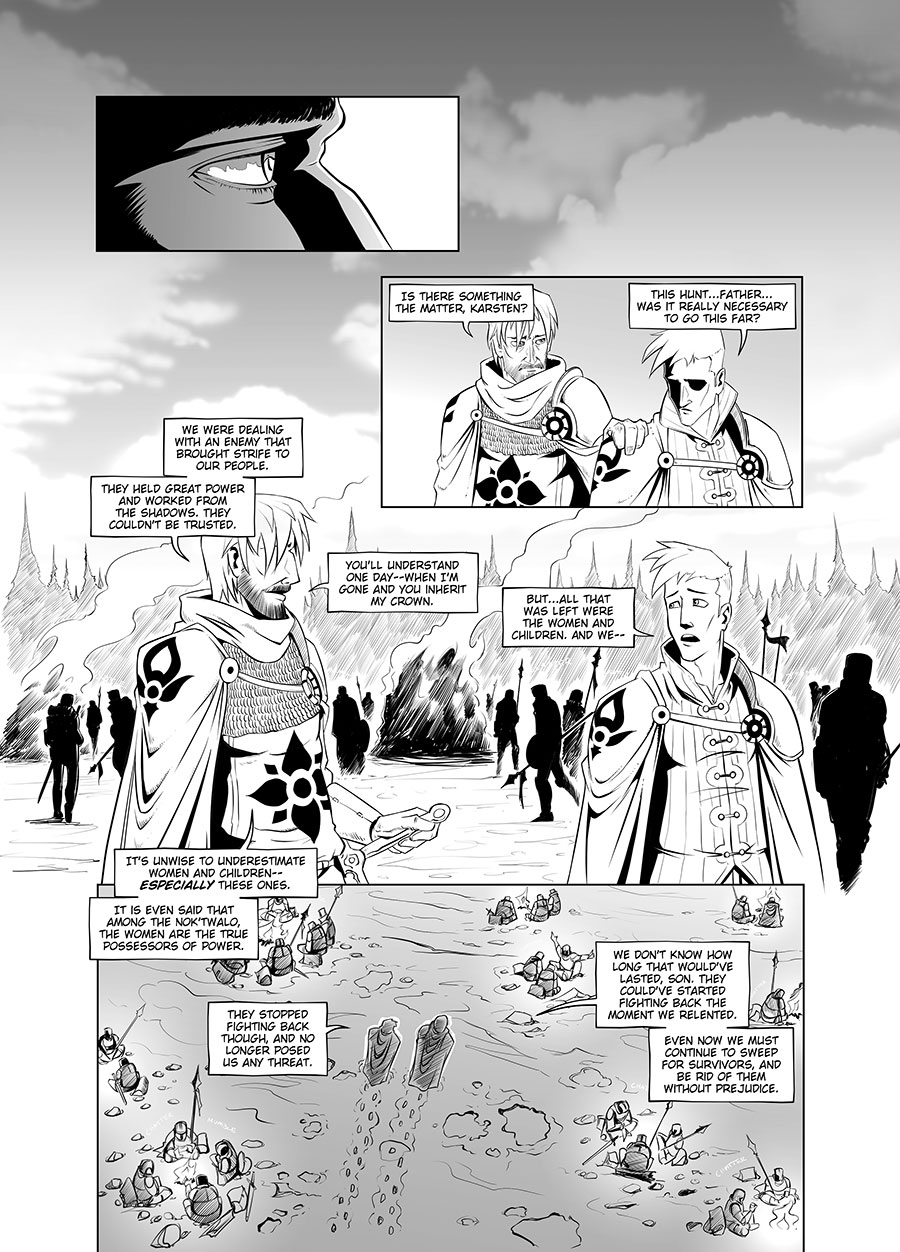 IS THERE SOMETHING
THE MATTER, KARSTEN?
THIS HUNT...FATHER...
WAS IT REALLY NECESSARY
TO GO THIS FAR?
WE WERE DEALING
WITH AN ENEMY THAT
BROUGHT STRIFE TO
OUR PEOPLE.
THEY HELD GREAT POWER
AND WORKED FROM
THE SHADOWS. THEY
COULDN'T BE TRUSTED.
YOU'LL UNDERSTAND
ONE DAY--WHEN I'M
GONE AND YOU INHERIT
MY CROWN.
BUT...ALL THAT
WAS LEFT WERE
THE WOMEN AND
CHILDREN. AND WE--
IT'S UNWISE TO UNDERESTIMATE
WOMEN AND CHILDREN--
ESPECIALLY THESE ONES.
IT IS EVEN SAID THAT
AMONG THE NOK'TWALO,
THE WOMEN ARE THE TRUE
POSSESSORS OF POWER.
THEY STOPPED
FIGHTING BACK
THOUGH, AND NO
LONGER POSED
US ANY THREAT.
WE DON'T KNOW HOW
LONG THAT WOULD'VE
LASTED, SON. THEY
COULD'VE STARTED
FIGHTING BACK THE
MOMENT WE RELENTED.
EVEN NOW WE MUST
CONTINUE TO SWEEP
FOR SURVIVORS, AND
BE RID OF THEM
WITHOUT PREJUDICE.
CHATTER
CHATTER